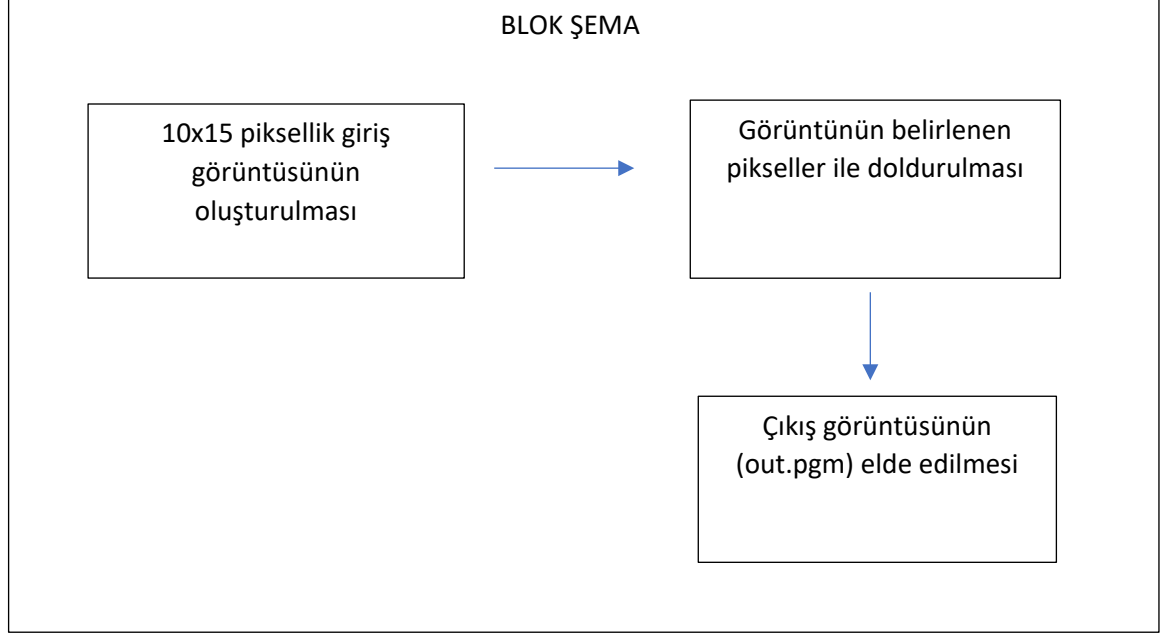 BLOK ŞEMA
10x15 piksellik giriş
görüntüsünün
oluşturulması
Görüntünün belirlenen
pikseller ile doldurulması
Çıkış görüntüsünün
(out.pgm) elde edilmesi